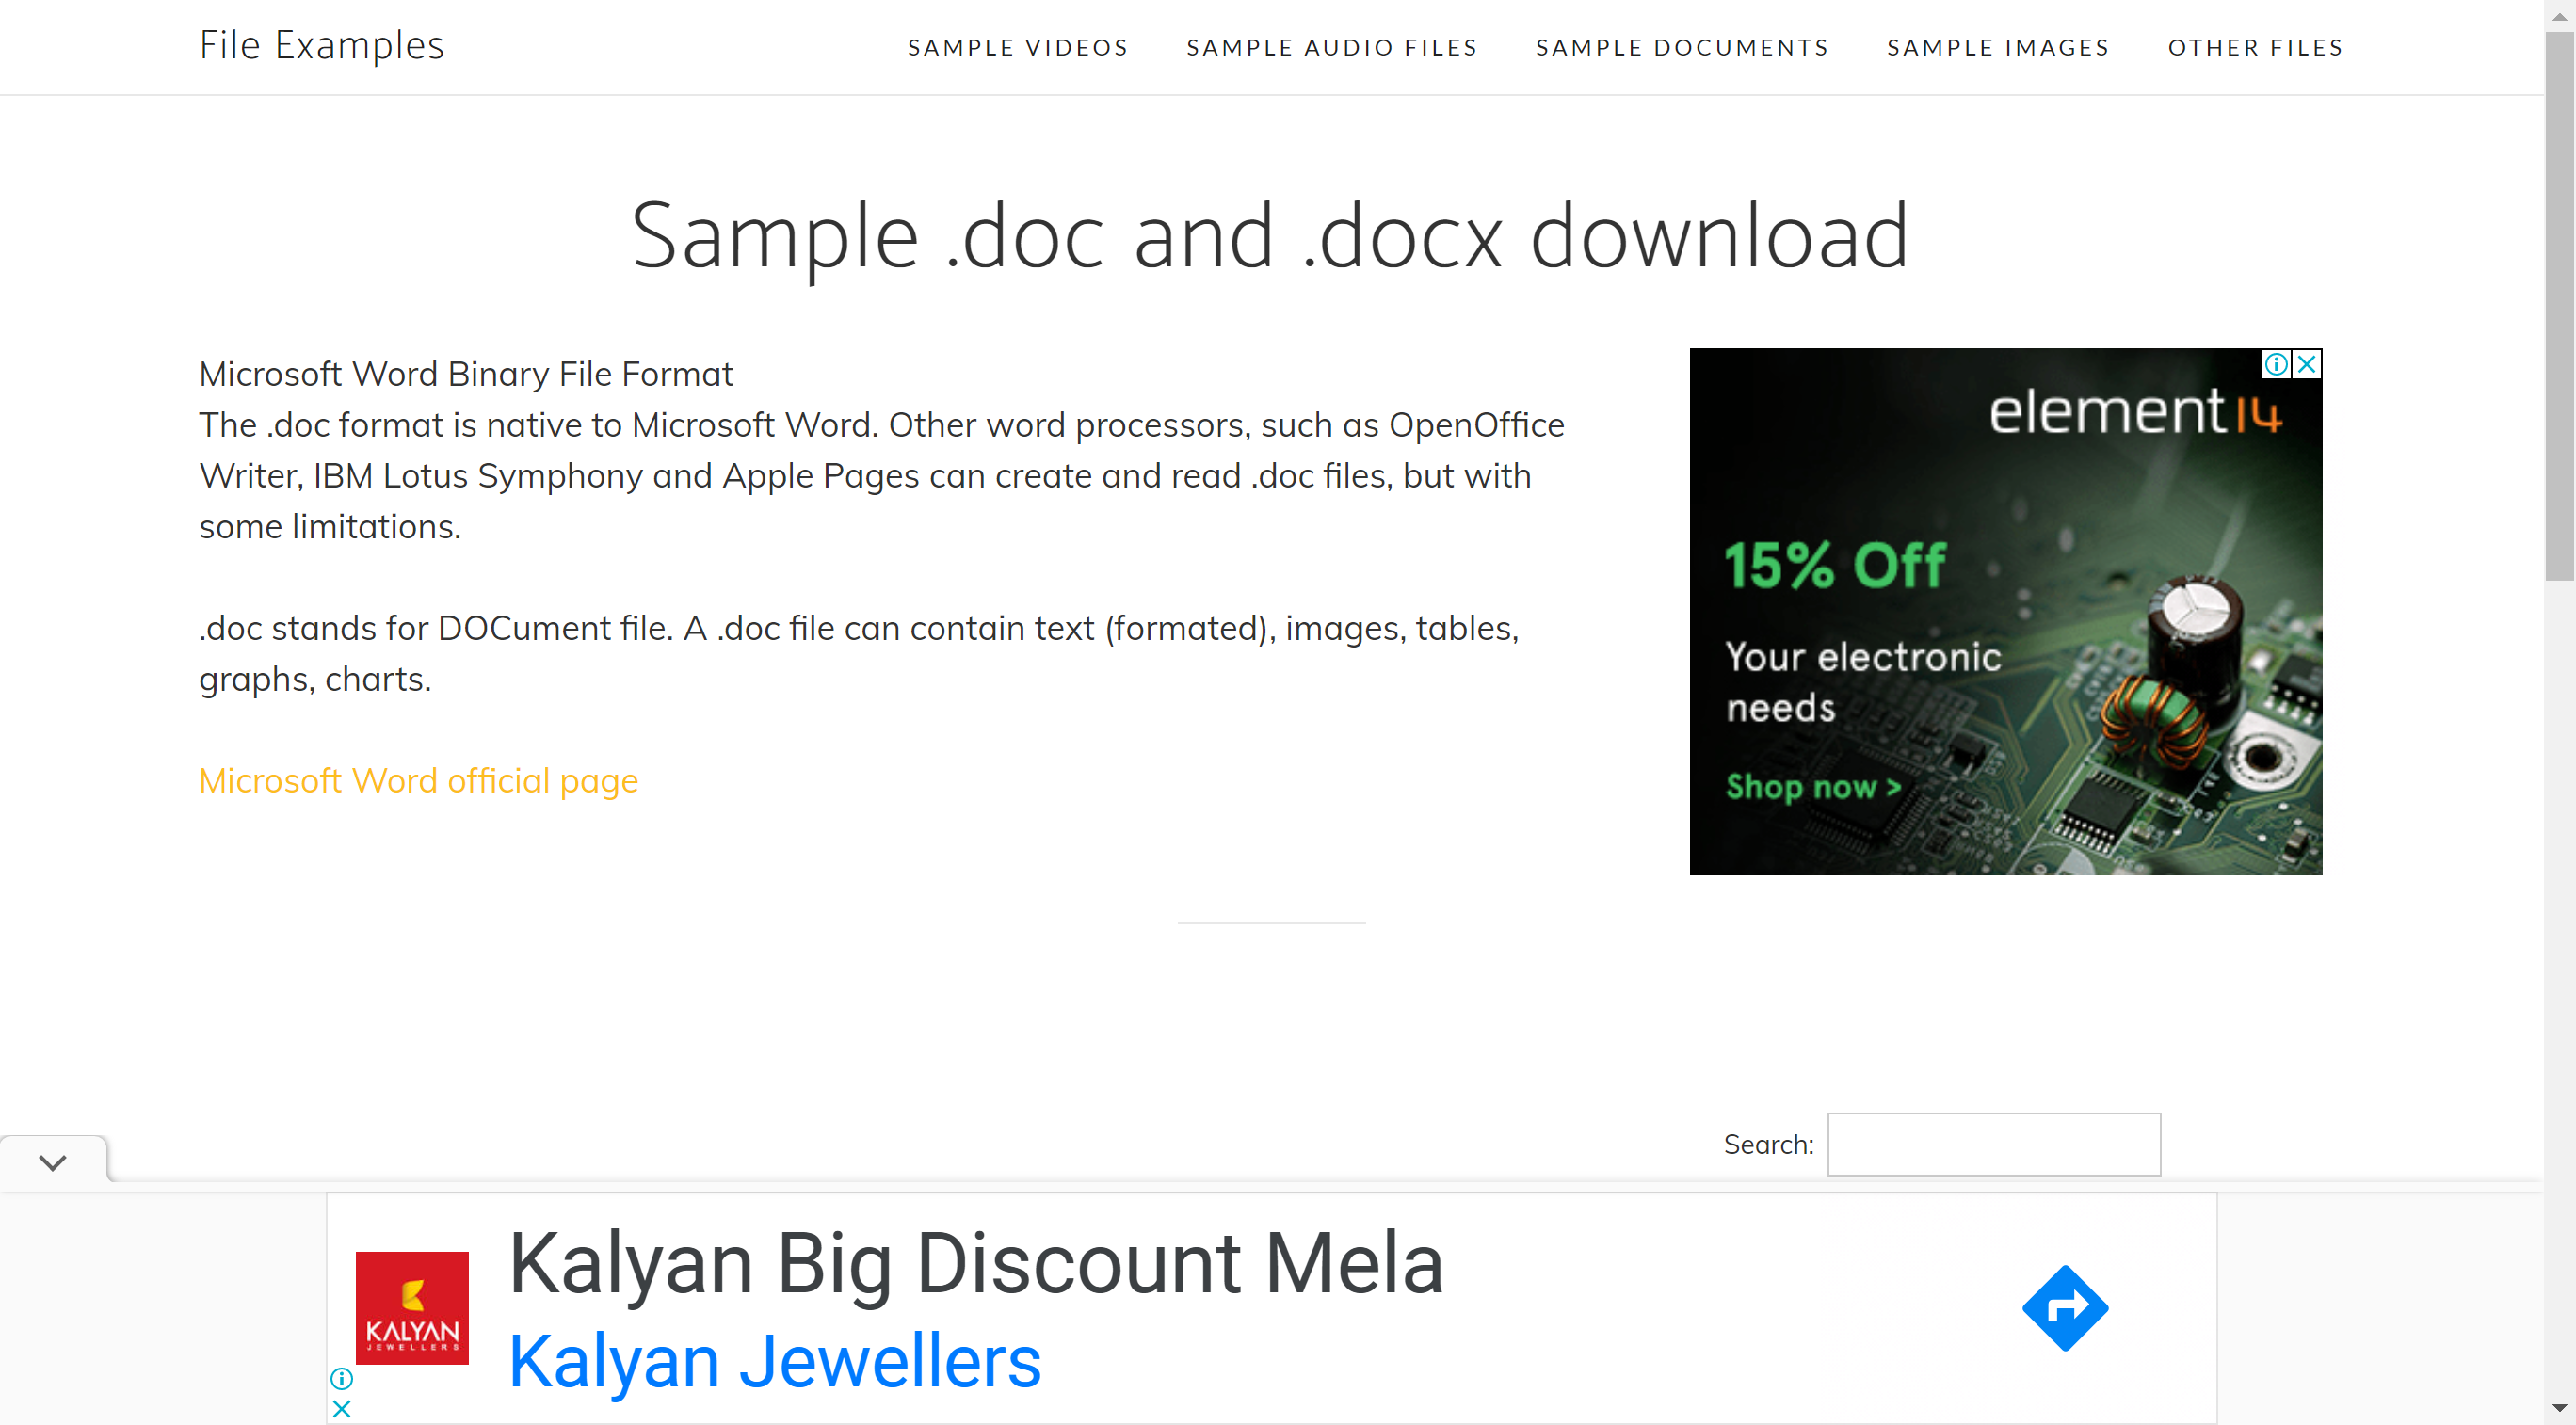 File Examples
SAMPLE VIDEOS
SAMPLE AUDIO FILES
SAMPLE DOCUMENTS
SAMPLE IMAGES
OTHER FILES
Sample .doc and .docx download
Microsoft Word Binary File Format
The .doc format is native to Microsoft Word. Other word processors, such as OpenOffice
Writer, IBM Lotus Symphony and Apple Pages can create and read .doc files, but with
some limitations.
.doc stands for DOCument file. A .doc file can contain text (formated), images, tables,
graphs, charts.
Microsoft Word official page
element14
15% Off
Your electronic
needs
Shop now >
Search:
KALYAN
JEWELLERS
Kalyan Big Discount Mela
Kalyan Jewellers